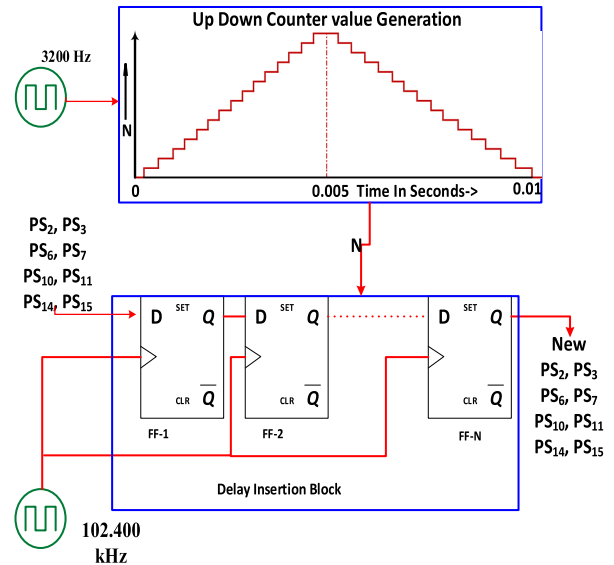 Up Down Counter value Generation
3200 Hz
N
0
0.005 Time In Seconds->
0.01
PS₂, PS₃
PS₆, PS₇
PS₁₀, PS₁₁
PS₁₄, PS₁₅
N
D SET Q
CLR Q̅
FF-1
D SET Q
CLR Q̅
FF-2
D SET Q
CLR Q̅
FF-N
Delay Insertion Block
New
PS₂, PS₃
PS₆, PS₇
PS₁₀, PS₁₁
PS₁₄, PS₁₅
102.400
kHz